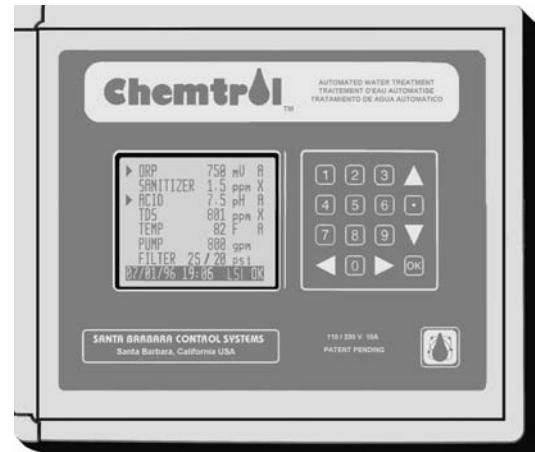 Chemtrol
TM
AUTOMATED WATER TREATMENT
TRAITEMENT D'EAU AUTOMATISE
TRATAMIENTO DE AGUA AUTOMATICO
ORP 750 mV A
SANITIZER 1.5 ppm X
ACID 7.5 pH A
TDS 801 ppm X
TEMP 82 F A
PUMP 800 gpm
FILTER 25/20 psi
07/01/96 19:06 LSI OK
1 2 3
4 5 6 •
7 8 9
0 OK
SANTA BARBARA CONTROL SYSTEMS
Santa Barbara, California USA
110 / 220 V. 10A
PATENT PENDING